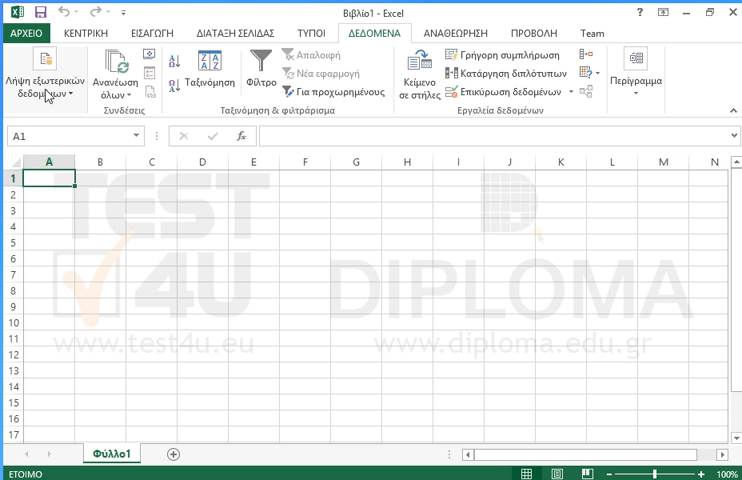 Βιβλίο1 - Excel
ΑΡΧΕΙΟ ΚΕΝΤΡΙΚΗ ΕΙΣΑΓΩΓΗ ΔΙΑΤΑΞΗ ΣΕΛΙΔΑΣ ΤΥΠΟΙ ΔΕΔΟΜΕΝΑ ΑΝΑΘΕΩΡΗΣΗ ΠΡΟΒΟΛΗ Team
Λήψη εξωτερικών
δεδομένων
Ανανέωση
όλων
Συνδέσεις
Ταξινόμηση
Φίλτρο
Απαλοιφή
Νέα εφαρμογή
Για προχωρημένους
Ταξινόμηση & φιλτράρισμα
Κείμενο
σε στήλες
Γρήγορη συμπλήρωση
Κατάργηση διπλότυπων
Επικύρωση δεδομένων
Εργαλεία δεδομένων
Περίγραμμα
A1
fx
A B C D E F G H I J K L M N
1
2
3
4
5
6
7
8
9
10
11
12
13
14
15
16
17
TEST
4U
www.test4u.eu
DIPLOMA
www.diploma.edu.gr
Φύλλο1
ΕΤΟΙΜΟ
100%